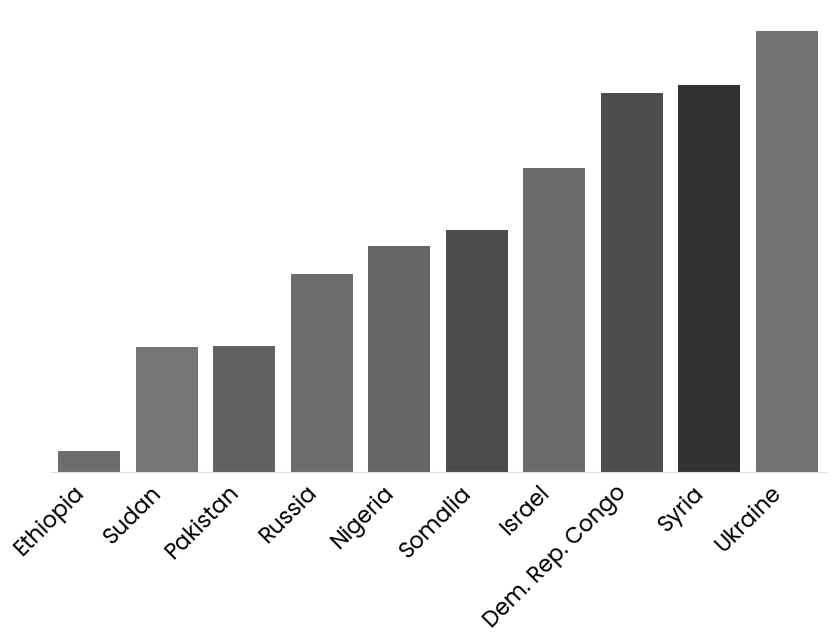 Ethiopia
Sudan
Pakistan
Russia
Nigeria
Somalia
Israel
Dem. Rep. Congo
Syria
Ukraine